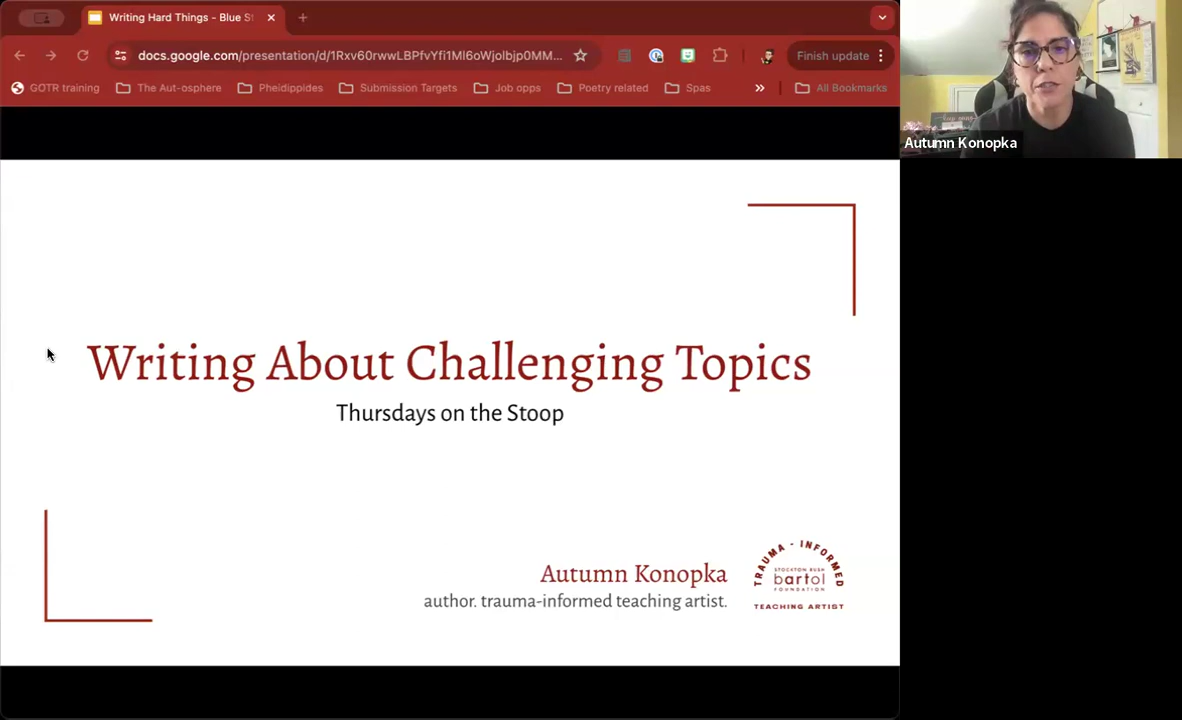 Writing Hard Things - Blue St
docs.google.com/presentation/d/1Rxv60rwwLBPfvYfi1Ml6oWjolbjp0MM...
Finish update
GOTR training
The Aut-osphere
Pheidippides
Submission Targets
Job opps
Poetry related
Spas
»
All Bookmarks
Autumn Konopka
Writing About Challenging Topics
Thursdays on the Stoop
Autumn Konopka
author. trauma-informed teaching artist.
TRAUMA - INFORMED
STOCKTON RUSH
bartol
FOUNDATION
TEACHING ARTIST